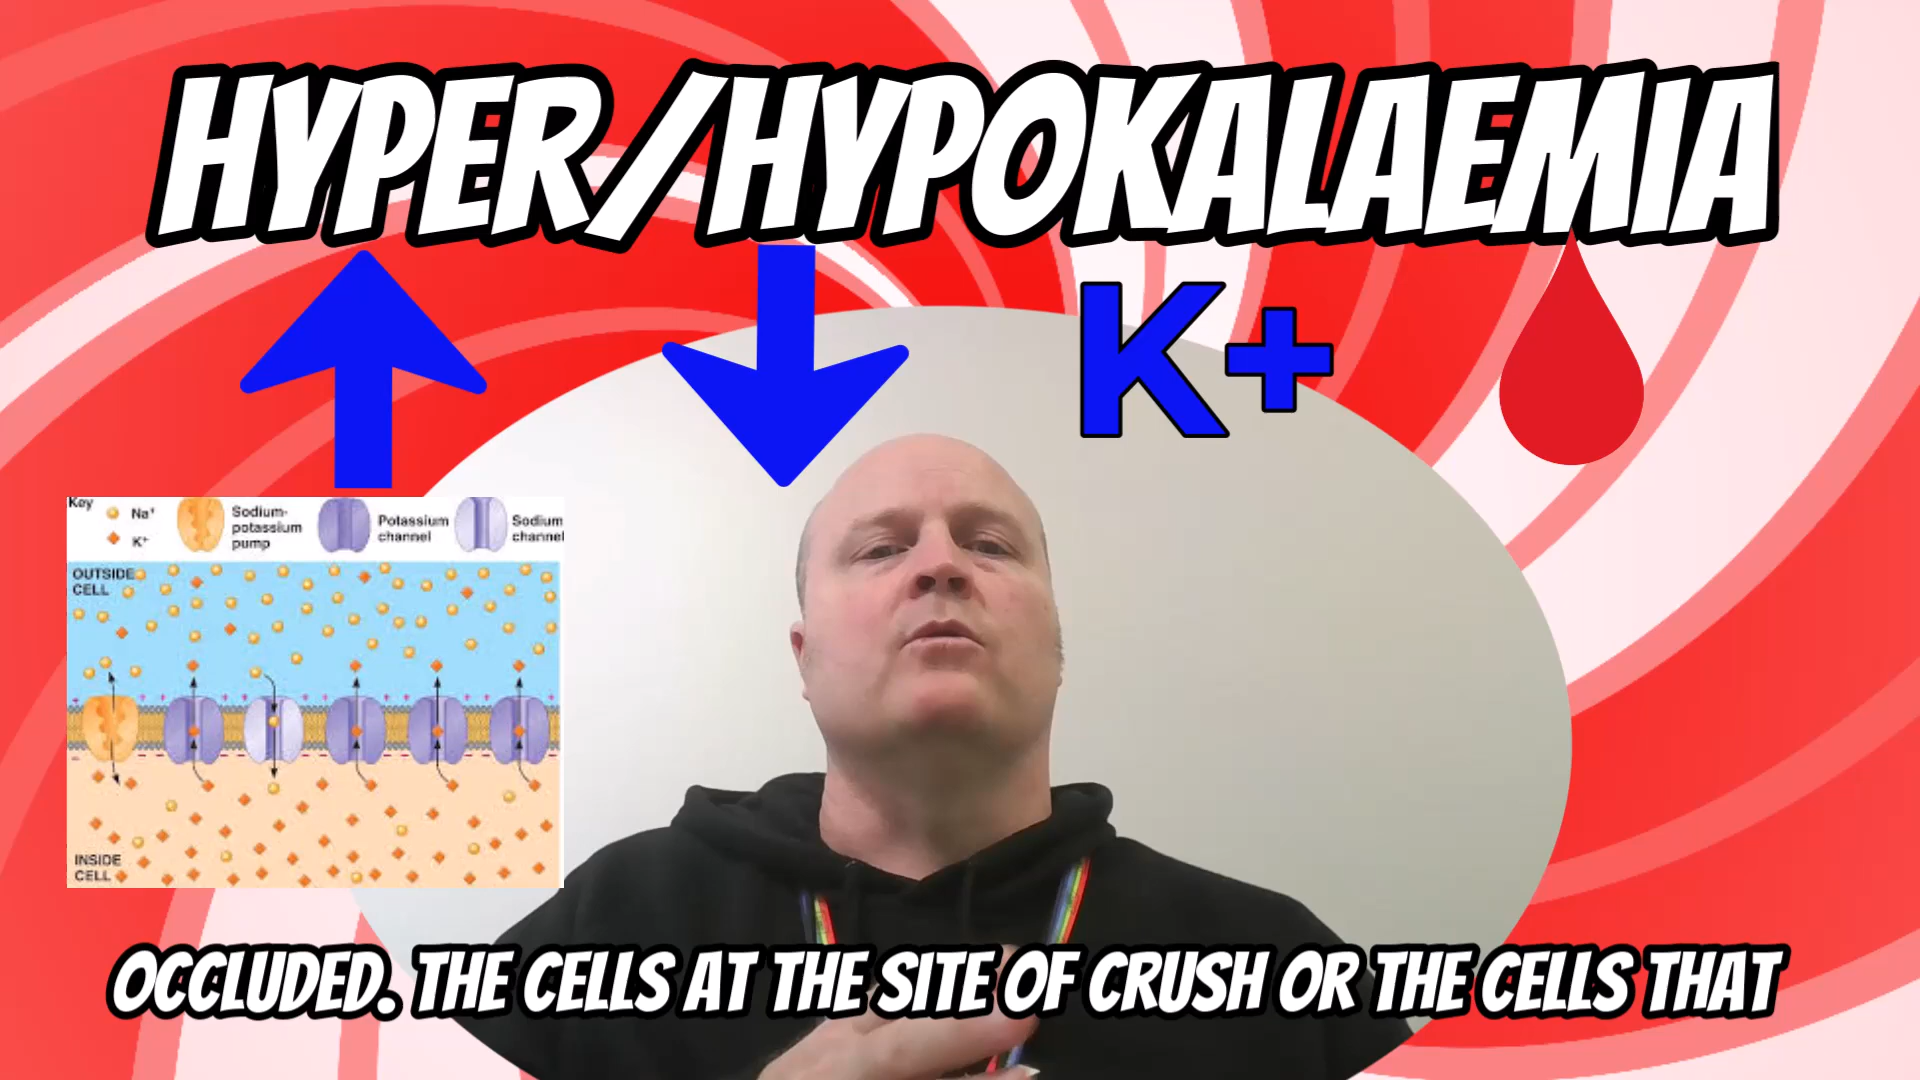 HYPER/HYPOKALAEMIA
K+
Key
Na+
K+
Sodium-
potassium
pump
Potassium
channel
Sodium
channel
OUTSIDE
CELL
INSIDE
CELL
OCCLUDED. THE CELLS AT THE SITE OF CRUSH OR THE CELLS THAT